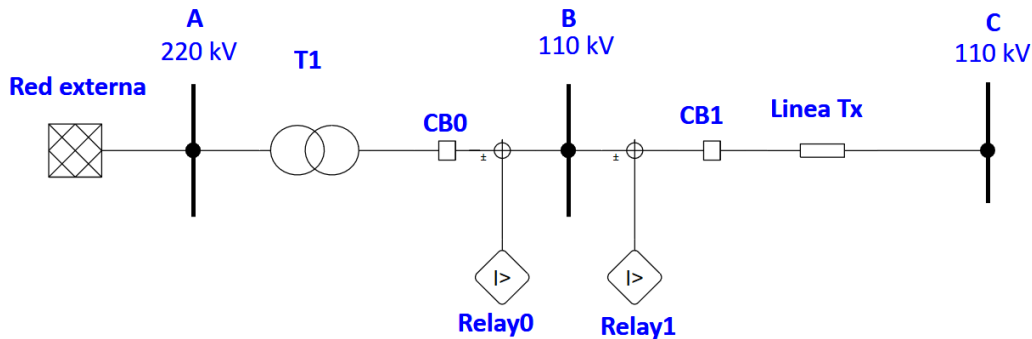 A
220 kV
B
110 kV
C
110 kV
T1
Red externa
CB0
CB1
Linea Tx
±
±
I>
I>
Relay0
Relay1